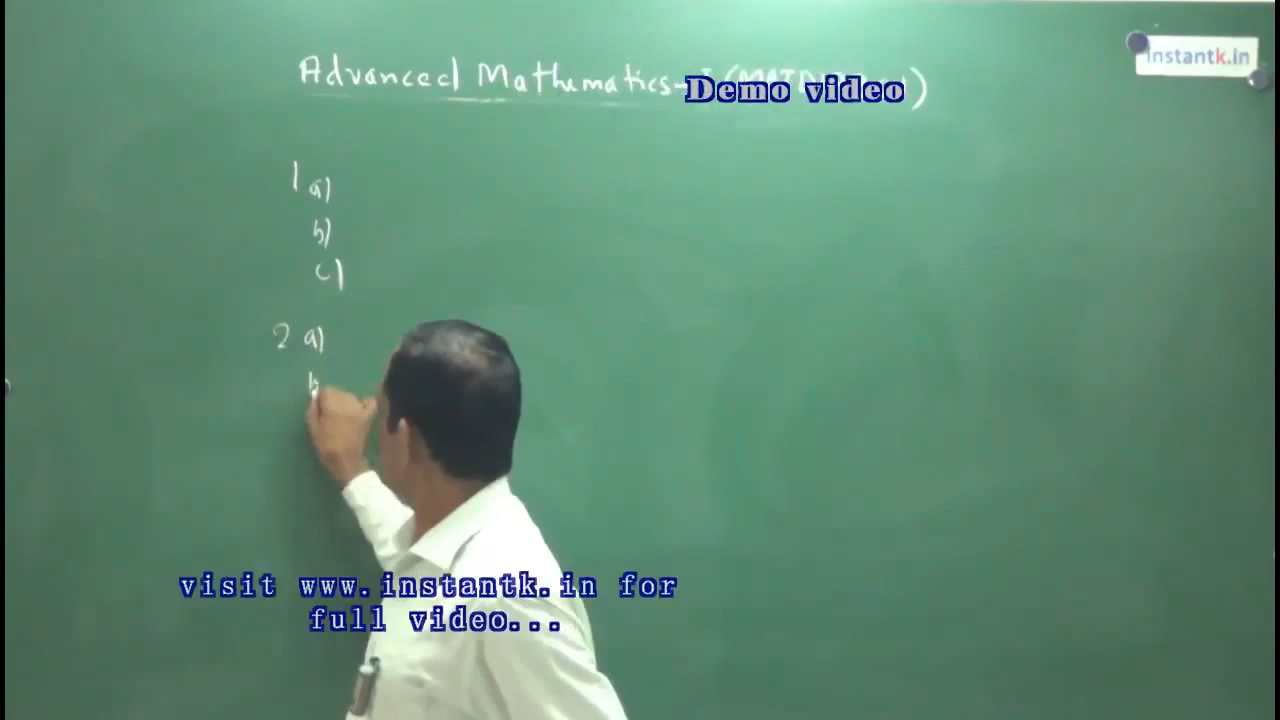 instantk.in
Advanced Mathematics-
Demo video
1 a)
b)
c)
2 a)
b
visit www.instantk.in for
full video...